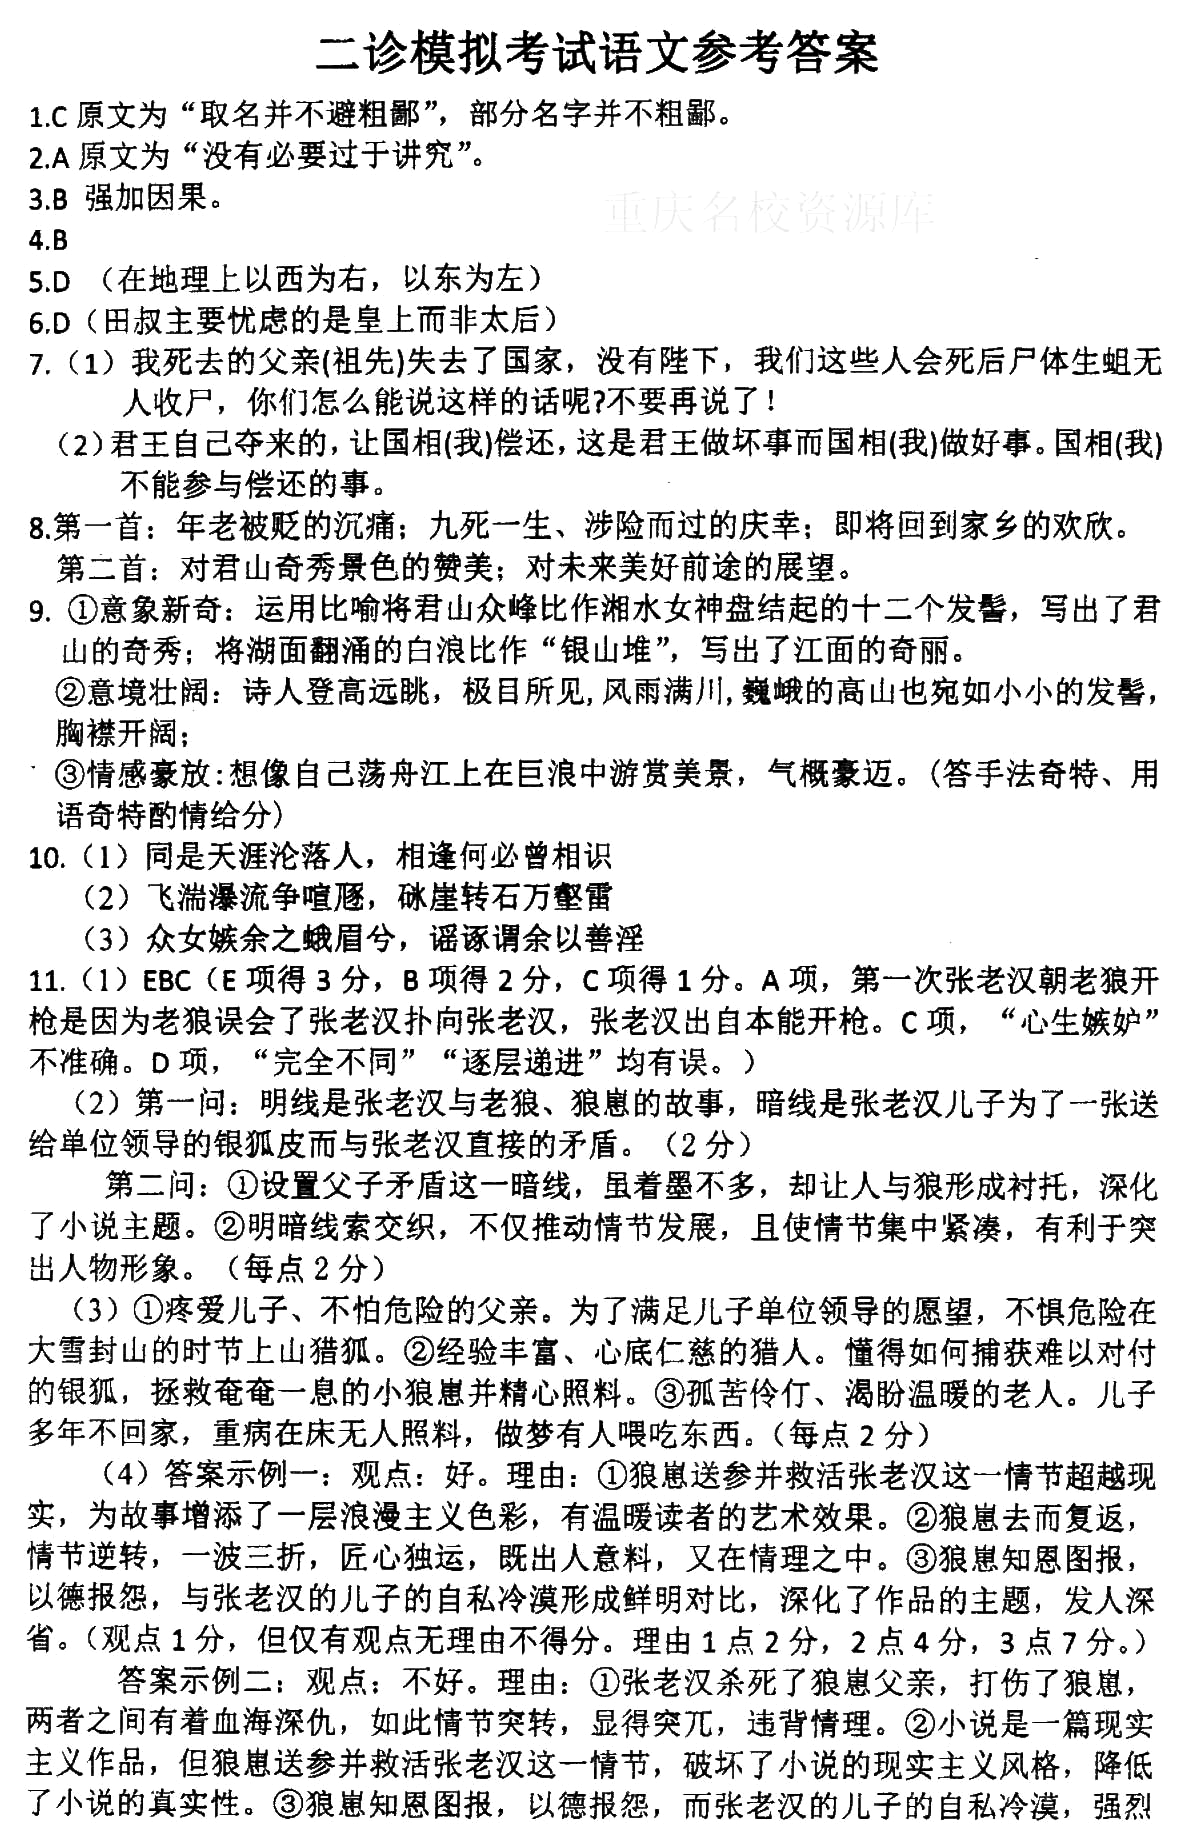 二诊模拟考试语文参考答案
1.C 原文为“取名并不避粗鄙”，部分名字并不粗鄙。
2.A 原文为“没有必要过于讲究”。
3.B 强加因果。
重庆名校资源库
4.B
5.D （在地理上以西为右，以东为左）
6.D（田叔主要忧虑的是皇上而非太后）
7.（1）我死去的父亲(祖先)失去了国家，没有陛下，我们这些人会死后尸体生蛆无
人收尸，你们怎么能说这样的话呢?不要再说了！
（2）君王自己夺来的，让国相(我)偿还，这是君王做坏事而国相(我)做好事。国相(我)
不能参与偿还的事。
8.第一首：年老被贬的沉痛；九死一生、涉险而过的庆幸；即将回到家乡的欢欣。
第二首：对君山奇秀景色的赞美；对未来美好前途的展望。
9. ①意象新奇：运用比喻将君山众峰比作湘水女神盘结起的十二个发髻，写出了君
山的奇秀；将湖面翻涌的白浪比作“银山堆”，写出了江面的奇丽。
②意境壮阔：诗人登高远眺，极目所见,风雨满川,巍峨的高山也宛如小小的发髻，
胸襟开阔；
③情感豪放:想像自己荡舟江上在巨浪中游赏美景，气概豪迈。(答手法奇特、用
语奇特酌情给分)
10.（1）同是天涯沦落人，相逢何必曾相识
（2）飞湍瀑流争喧豗，砯崖转石万壑雷
（3）众女嫉余之蛾眉兮，谣诼谓余以善淫
11.（1）EBC（E 项得 3 分，B 项得 2 分，C 项得 1 分。A 项，第一次张老汉朝老狼开
枪是因为老狼误会了张老汉扑向张老汉，张老汉出自本能开枪。C 项，“心生嫉妒”
不准确。D 项，“完全不同”“逐层递进”均有误。）
（2）第一问：明线是张老汉与老狼、狼崽的故事，暗线是张老汉儿子为了一张送
给单位领导的银狐皮而与张老汉直接的矛盾。（2 分）
第二问：①设置父子矛盾这一暗线，虽着墨不多，却让人与狼形成衬托，深化
了小说主题。②明暗线索交织，不仅推动情节发展，且使情节集中紧凑，有利于突
出人物形象。（每点 2 分）
（3）①疼爱儿子、不怕危险的父亲。为了满足儿子单位领导的愿望，不惧危险在
大雪封山的时节上山猎狐。②经验丰富、心底仁慈的猎人。懂得如何捕获难以对付
的银狐，拯救奄奄一息的小狼崽并精心照料。③孤苦伶仃、渴盼温暖的老人。儿子
多年不回家，重病在床无人照料，做梦有人喂吃东西。（每点 2 分）
（4）答案示例一：观点：好。理由：①狼崽送参并救活张老汉这一情节超越现
实，为故事增添了一层浪漫主义色彩，有温暖读者的艺术效果。②狼崽去而复返，
情节逆转，一波三折，匠心独运，既出人意料，又在情理之中。③狼崽知恩图报，
以德报怨，与张老汉的儿子的自私冷漠形成鲜明对比，深化了作品的主题，发人深
省。（观点 1 分，但仅有观点无理由不得分。理由 1 点 2 分，2 点 4 分，3 点 7 分。）
答案示例二：观点：不好。理由：①张老汉杀死了狼崽父亲，打伤了狼崽，
两者之间有着血海深仇，如此情节突转，显得突兀，违背情理。②小说是一篇现实
主义作品，但狼崽送参并救活张老汉这一情节，破坏了小说的现实主义风格，降低
了小说的真实性。③狼崽知恩图报，以德报怨，而张老汉的儿子的自私冷漠，强烈